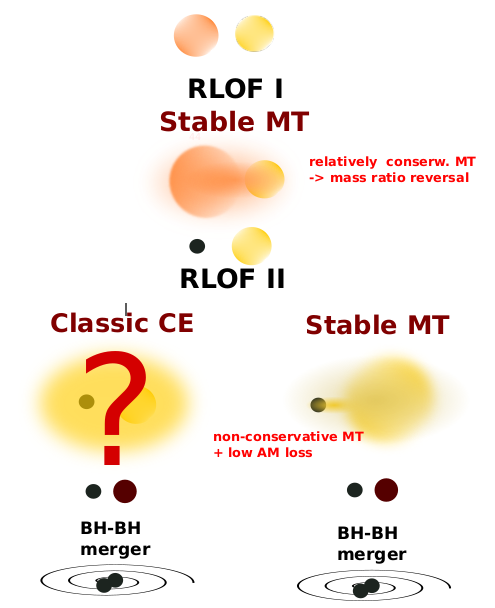 RLOF I
Stable MT
relatively conserw. MT
-> mass ratio reversal
RLOF II
Classic CE
Stable MT
?
non-conservative MT
+ low AM loss
BH-BH
merger
BH-BH
merger